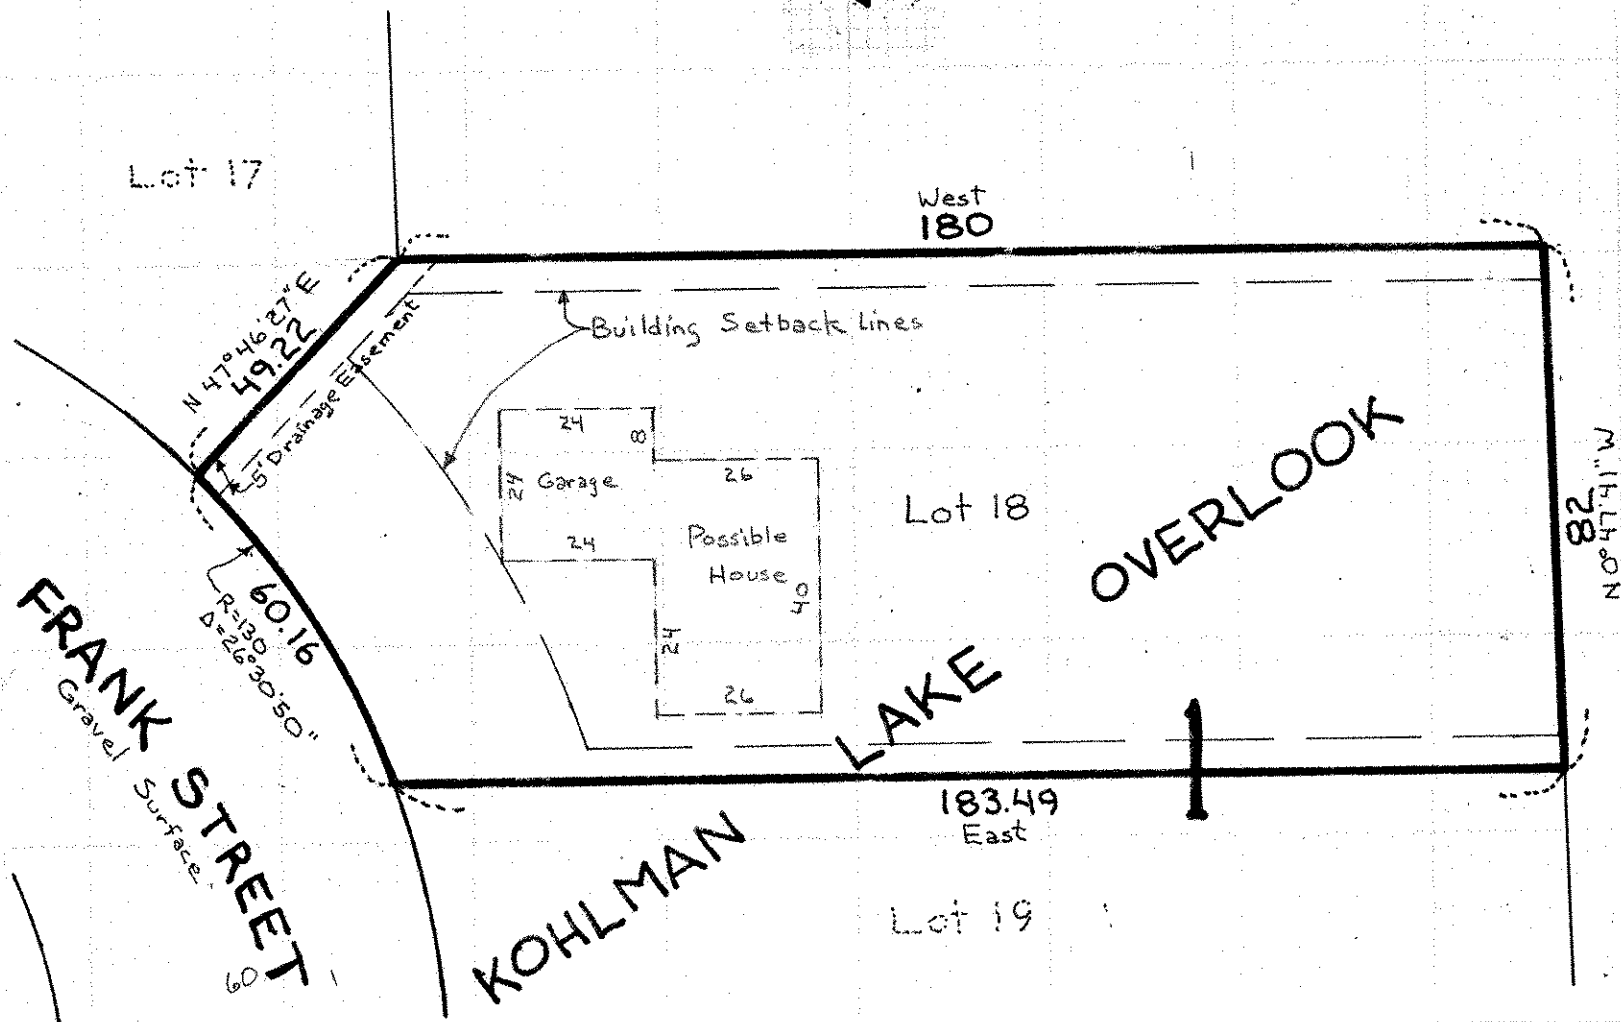 Lot 17
West
180
N 47°46'27" E
49.22
5' Drainage Easement
Building Setback lines
24
8
24
Garage
26
24
Possible
House
40
24
26
Lot 18
82
N 0°47'41" W
60.16
R=130
Δ=26°30'50"
FRANK STREET
Gravel Surface
60
KOHLMAN LAKE OVERLOOK
1
183.49
East
Lot 19